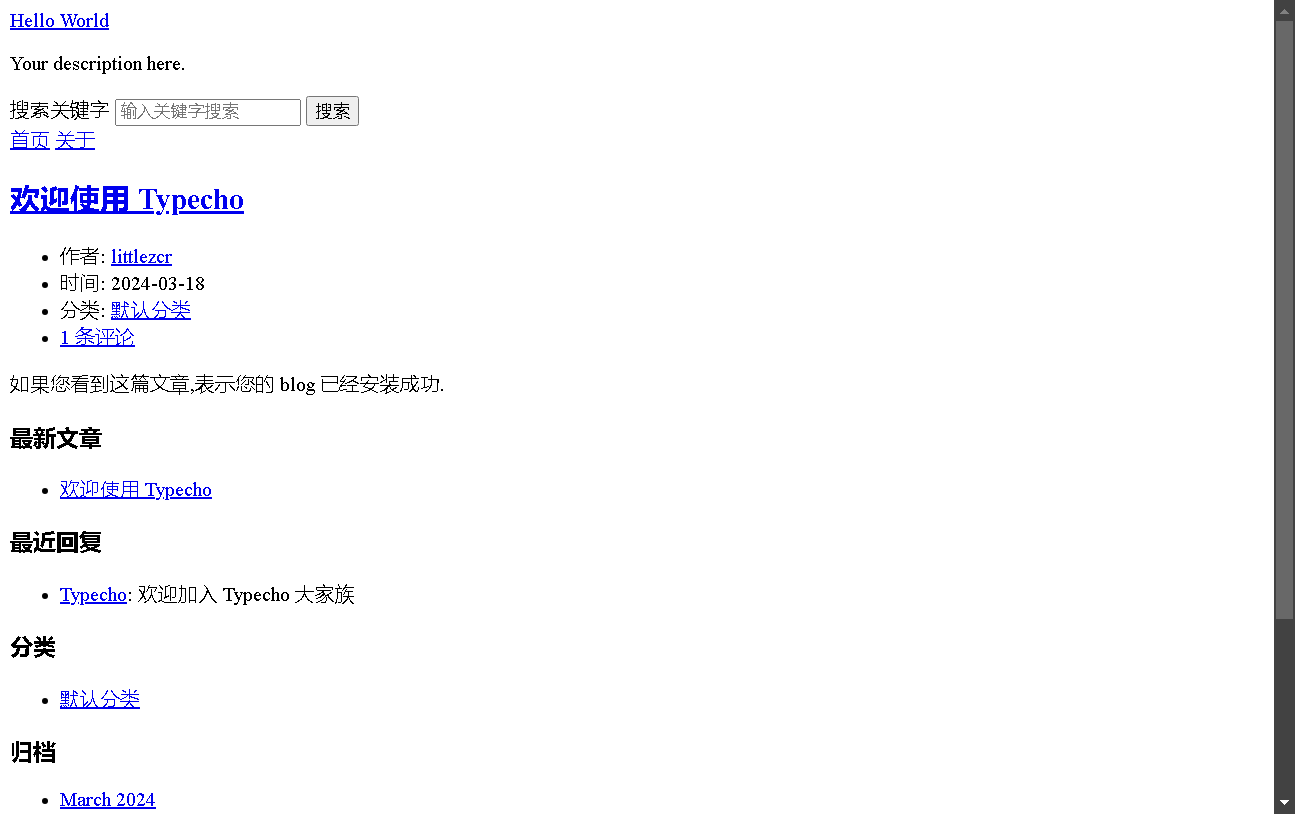 Hello World
Your description here.
搜索关键字 输入关键字搜索 搜索
首页 关于
欢迎使用 Typecho
作者: littlezcr
时间: 2024-03-18
分类: 默认分类
1 条评论
如果您看到这篇文章,表示您的 blog 已经安装成功.
最新文章
欢迎使用 Typecho
最近回复
Typecho: 欢迎加入 Typecho 大家族
分类
默认分类
归档
March 2024